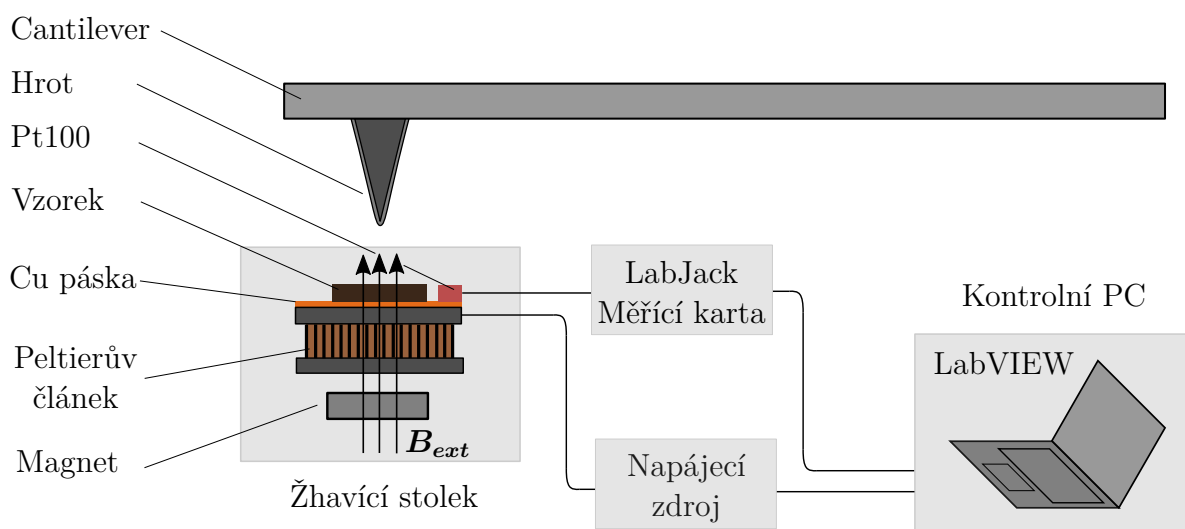 Cantilever
Hrot
Pt100
Vzorek
Cu páska
Peltierův
článek
Magnet
B_ext
Žhavící stolek
LabJack
Měřící karta
Napájecí
zdroj
Kontrolní PC
LabVIEW